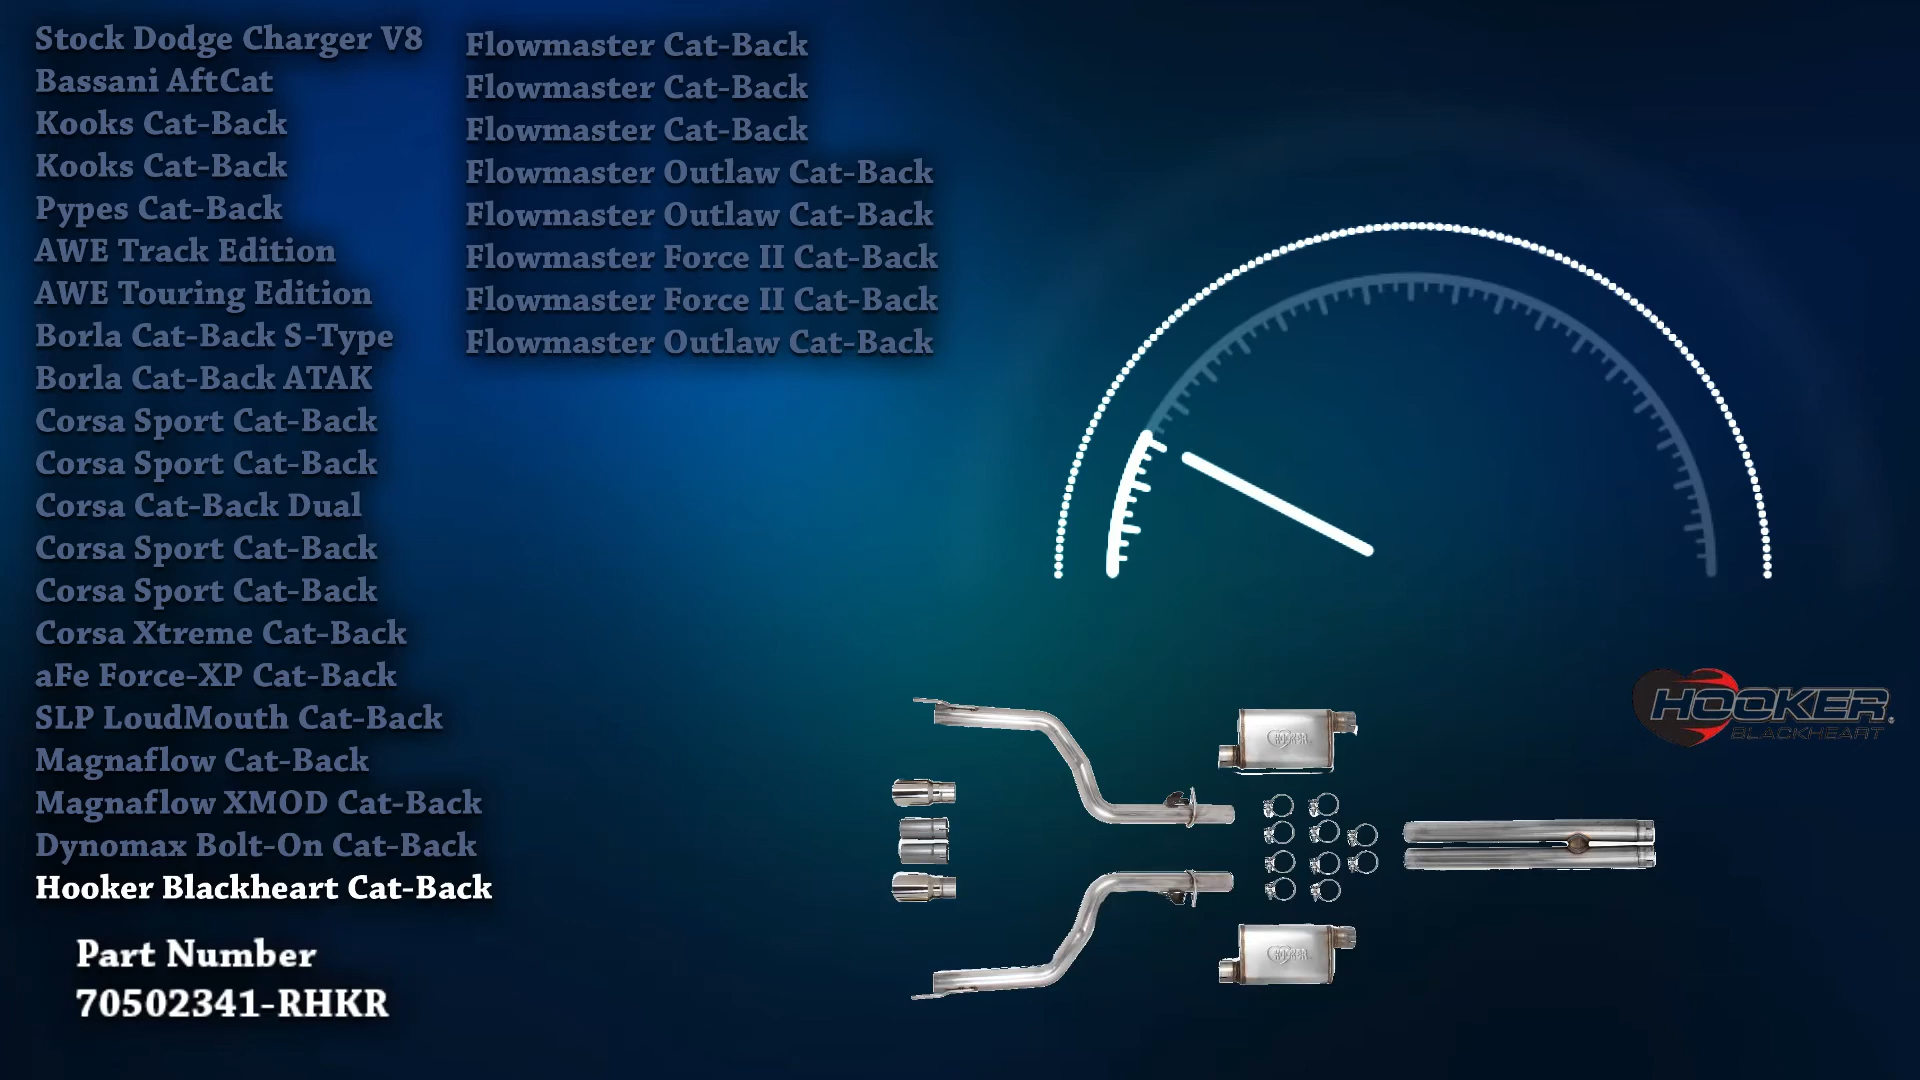 Stock Dodge Charger V8
Bassani AftCat
Kooks Cat-Back
Kooks Cat-Back
Pypes Cat-Back
AWE Track Edition
AWE Touring Edition
Borla Cat-Back S-Type
Borla Cat-Back ATAK
Corsa Sport Cat-Back
Corsa Sport Cat-Back
Corsa Cat-Back Dual
Corsa Sport Cat-Back
Corsa Sport Cat-Back
Corsa Xtreme Cat-Back
aFe Force-XP Cat-Back
SLP LoudMouth Cat-Back
Magnaflow Cat-Back
Magnaflow XMOD Cat-Back
Dynomax Bolt-On Cat-Back
Hooker Blackheart Cat-Back
Part Number
70502341-RHKR
Flowmaster Cat-Back
Flowmaster Cat-Back
Flowmaster Cat-Back
Flowmaster Outlaw Cat-Back
Flowmaster Outlaw Cat-Back
Flowmaster Force II Cat-Back
Flowmaster Force II Cat-Back
Flowmaster Outlaw Cat-Back
HOOKER®
BLACKHEART
HOOKER
HOOKER